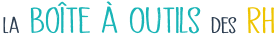 LA BOÎTE À OUTILS DES RH